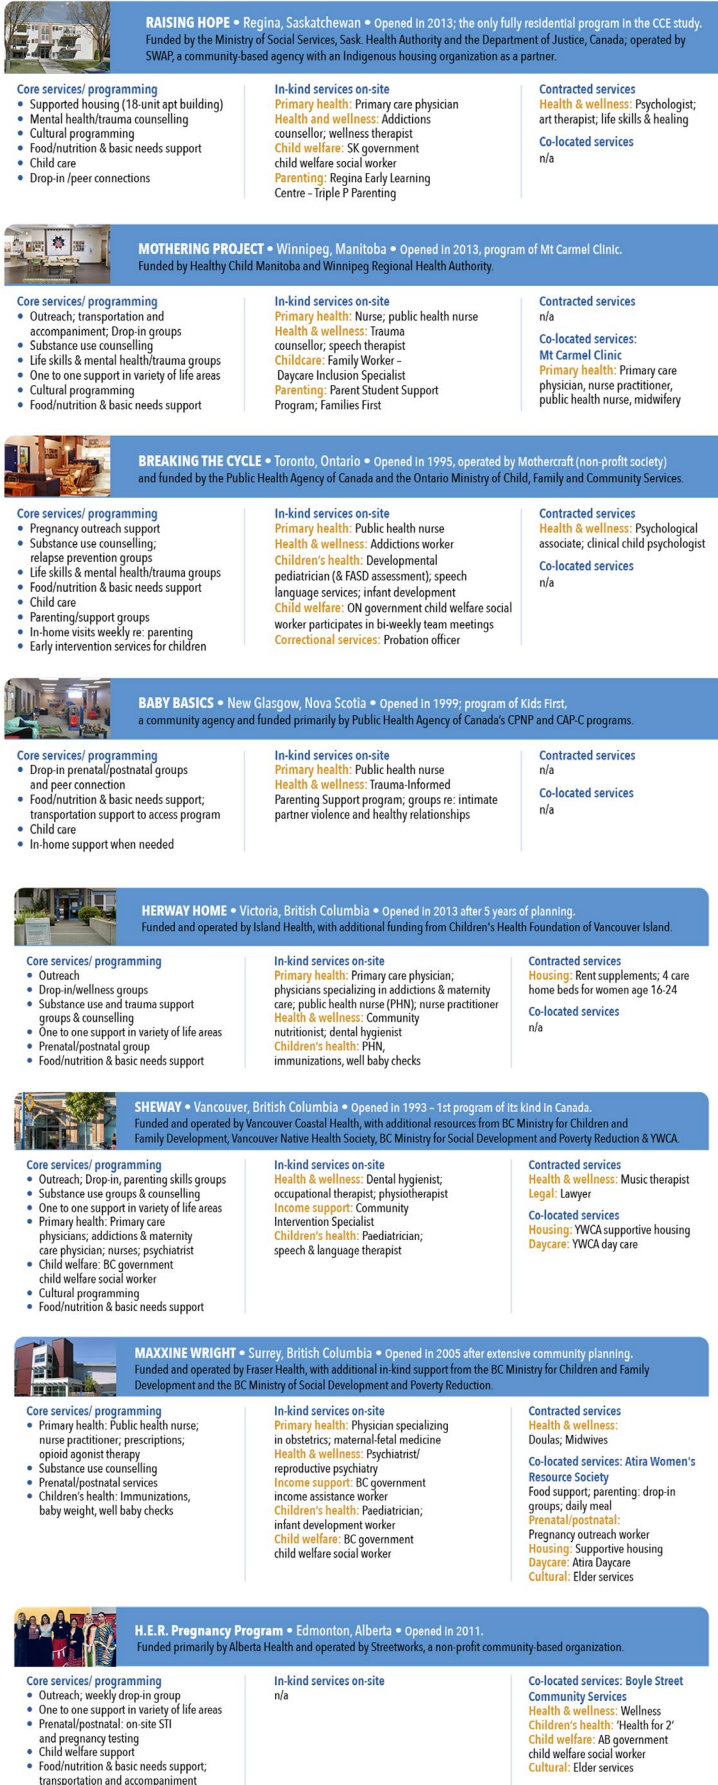 RAISING HOPE • Regina, Saskatchewan • Opened in 2013; the only fully residential program in the CCE study.
Funded by the Ministry of Social Services, Sask. Health Authority and the Department of Justice, Canada; operated by
SWAP, a community-based agency with an Indigenous housing organization as a partner.
Core services/ programming
• Supported housing (18-unit apt building)
• Mental health/trauma counselling
• Cultural programming
• Food/nutrition & basic needs support
• Child care
• Drop-in /peer connections
In-kind services on-site
Primary health: Primary care physician
Health and wellness: Addictions
counsellor; wellness therapist
Child welfare: SK government
child welfare social worker
Parenting: Regina Early Learning
Centre – Triple P Parenting
Contracted services
Health & wellness: Psychologist;
art therapist; life skills & healing
Co-located services
n/a
MOTHERING PROJECT • Winnipeg, Manitoba • Opened in 2013, program of Mt Carmel Clinic.
Funded by Healthy Child Manitoba and Winnipeg Regional Health Authority.
Core services/ programming
• Outreach; transportation and
accompaniment; Drop-in groups
• Substance use counselling
• Life skills & mental health/trauma groups
• One to one support in variety of life areas
• Cultural programming
• Food/nutrition & basic needs support
In-kind services on-site
Primary health: Nurse; public health nurse
Health & wellness: Trauma
counsellor; speech therapist
Childcare: Family Worker –
Daycare Inclusion Specialist
Parenting: Parent Student Support
Program; Families First
Contracted services
n/a
Co-located services:
Mt Carmel Clinic
Primary health: Primary care
physician, nurse practitioner,
public health nurse, midwifery
BREAKING THE CYCLE • Toronto, Ontario • Opened in 1995, operated by Mothercraft (non-profit society)
and funded by the Public Health Agency of Canada and the Ontario Ministry of Child, Family and Community Services.
Core services/ programming
• Pregnancy outreach support
• Substance use counselling;
relapse prevention groups
• Life skills & mental health/trauma groups
• Food/nutrition & basic needs support
• Child care
• Parenting/support groups
• In-home visits weekly re: parenting
• Early intervention services for children
In-kind services on-site
Primary health: Public health nurse
Health & wellness: Addictions worker
Children's health: Developmental
pediatrician (& FASD assessment); speech
language services; infant development
Child welfare: ON government child welfare social
worker participates in bi-weekly team meetings
Correctional services: Probation officer
Contracted services
Health & wellness: Psychological
associate; clinical child psychologist
Co-located services
n/a
BABY BASICS • New Glasgow, Nova Scotia • Opened in 1999; program of Kids First,
a community agency and funded primarily by Public Health Agency of Canada's CPNP and CAP-C programs.
Core services/ programming
• Drop-in prenatal/postnatal groups
and peer connection
• Food/nutrition & basic needs support;
transportation support to access program
• Child care
• In-home support when needed
In-kind services on-site
Primary health: Public health nurse
Health & wellness: Trauma-Informed
Parenting Support program; groups re: intimate
partner violence and healthy relationships
Contracted services
n/a
Co-located services
n/a
HERWAY HOME • Victoria, British Columbia • Opened in 2013 after 5 years of planning.
Funded and operated by Island Health, with additional funding from Children's Health Foundation of Vancouver Island.
Core services/ programming
• Outreach
• Drop-in/wellness groups
• Substance use and trauma support
groups & counselling
• One to one support in variety of life areas
• Prenatal/postnatal group
• Food/nutrition & basic needs support
In-kind services on-site
Primary health: Primary care physician;
physicians specializing in addictions & maternity
care; public health nurse (PHN); nurse practitioner
Health & wellness: Community
nutritionist; dental hygienist
Children's health: PHN,
immunizations, well baby checks
Contracted services
Housing: Rent supplements; 4 care
home beds for women age 16-24
Co-located services
n/a
SHEWAY • Vancouver, British Columbia • Opened in 1993 – 1st program of its kind in Canada.
Funded and operated by Vancouver Coastal Health, with additional resources from BC Ministry for Children and
Family Development, Vancouver Native Health Society, BC Ministry for Social Development and Poverty Reduction & YWCA.
Core services/ programming
• Outreach; Drop-in, parenting skills groups
• Substance use groups & counselling
• One to one support in variety of life areas
• Primary health: Primary care
physicians; addictions & maternity
care physician; nurses; psychiatrist
• Child welfare: BC government
child welfare social worker
• Cultural programming
• Food/nutrition & basic needs support
In-kind services on-site
Health & wellness: Dental hygienist;
occupational therapist; physiotherapist
Income support: Community
Intervention Specialist
Children's health: Paediatrician;
speech & language therapist
Contracted services
Health & wellness: Music therapist
Legal: Lawyer
Co-located services
Housing: YWCA supportive housing
Daycare: YWCA day care
MAXXINE WRIGHT • Surrey, British Columbia • Opened in 2005 after extensive community planning.
Funded and operated by Fraser Health, with additional in-kind support from the BC Ministry for Children and Family
Development and the BC Ministry of Social Development and Poverty Reduction.
Core services/ programming
• Primary health: Public health nurse;
nurse practitioner; prescriptions;
opioid agonist therapy
• Substance use counselling
• Prenatal/postnatal services
• Children's health: Immunizations,
baby weight, well baby checks
In-kind services on-site
Primary health: Physician specializing
in obstetrics; maternal-fetal medicine
Health & wellness: Psychiatrist/
reproductive psychiatry
Income support: BC government
income assistance worker
Children's health: Paediatrician;
infant development worker
Child welfare: BC government
child welfare social worker
Contracted services
Health & wellness:
Doulas; Midwives
Co-located services: Atira Women's
Resource Society
Food support; parenting: drop-in
groups; daily meal
Prenatal/postnatal:
Pregnancy outreach worker
Housing: Supportive housing
Daycare: Atira Daycare
Cultural: Elder services
H.E.R. Pregnancy Program • Edmonton, Alberta • Opened in 2011.
Funded primarily by Alberta Health and operated by Streetworks, a non-profit community-based organization.
Core services/ programming
• Outreach; weekly drop-in group
• One to one support in variety of life areas
• Prenatal/postnatal: on-site STI
and pregnancy testing
• Child welfare support
• Food/nutrition & basic needs support;
transportation and accompaniment
In-kind services on-site
n/a
Co-located services: Boyle Street
Community Services
Health & wellness: Wellness
Children's health: 'Health for 2'
Child welfare: AB government
child welfare social worker
Cultural: Elder services